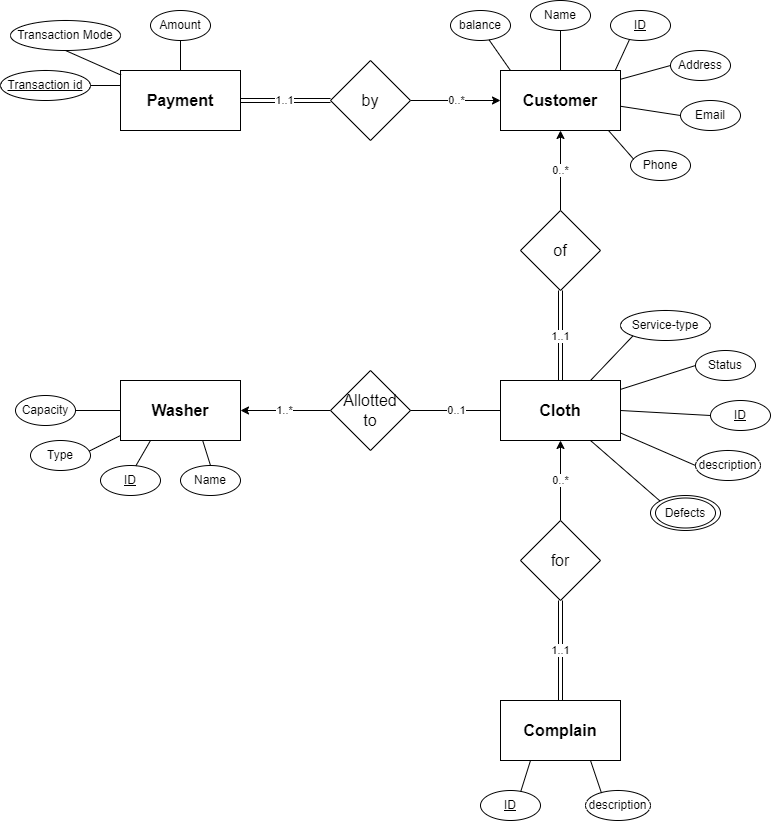 Name
Amount
balance
ID
Transaction Mode
Address
Transaction id
Payment
1..1
by
0..*
Customer
Email
Phone
0..*
of
Service-type
1..1
Status
Capacity
Washer
1..*
Allotted
to
0..1
Cloth
ID
Type
description
ID
Name
0..*
Defects
for
1..1
Complain
ID
description